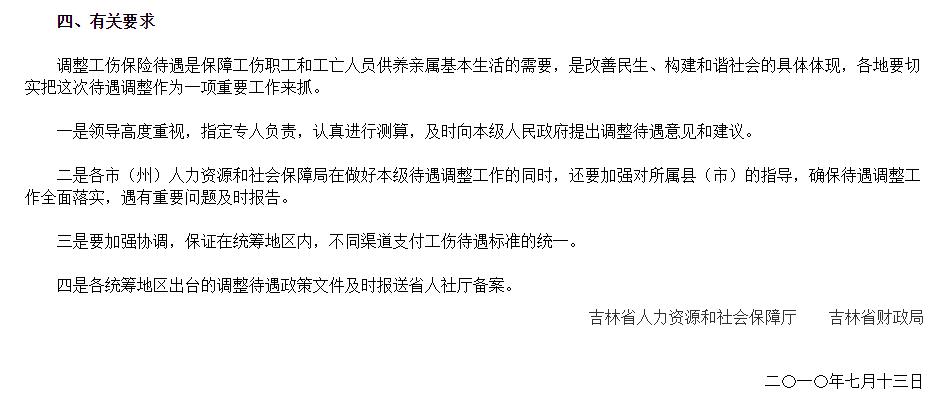 四、有关要求
调整工伤保险待遇是保障工伤职工和工亡人员供养亲属基本生活的需要，是改善民生、构建和谐社会的具体体现，各地要切
实把这次待遇调整作为一项重要工作来抓。
一是领导高度重视，指定专人负责，认真进行测算，及时向本级人民政府提出调整待遇意见和建议。
二是各市（州）人力资源和社会保障局在做好本级待遇调整工作的同时，还要加强对所属县（市）的指导，确保待遇调整工
作全面落实，遇有重要问题及时报告。
三是要加强协调，保证在统筹地区内，不同渠道支付工伤待遇标准的统一。
四是各统筹地区出台的调整待遇政策文件及时报送省人社厅备案。
吉林省人力资源和社会保障厅　　吉林省财政局
二〇一〇年七月十三日